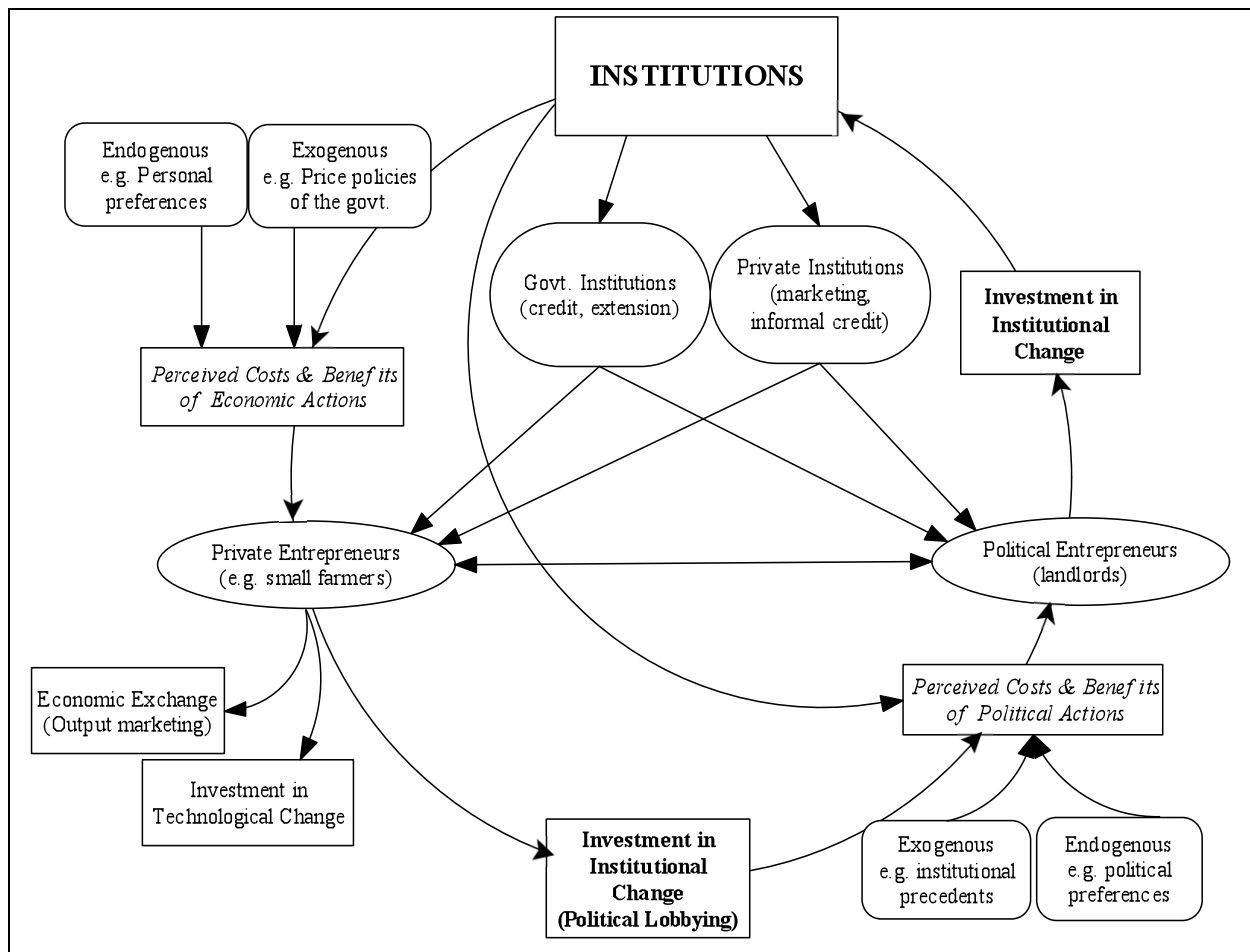 INSTITUTIONS
Endogenous
e.g. Personal
preferences
Exogenous
e.g. Price policies
of the govt.
Govt. Institutions
(credit, extension)
Private Institutions
(marketing,
informal credit)
Investment in
Institutional
Change
Perceived Costs & Benefits
of Economic Actions
Private Entrepreneurs
(e.g. small farmers)
Political Entrepreneurs
(landlords)
Economic Exchange
(Output marketing)
Perceived Costs & Benefits
of Political Actions
Investment in
Technological Change
Investment in
Institutional
Change
(Political Lobbying)
Exogenous
e.g. institutional
precedents
Endogenous
e.g. political
preferences